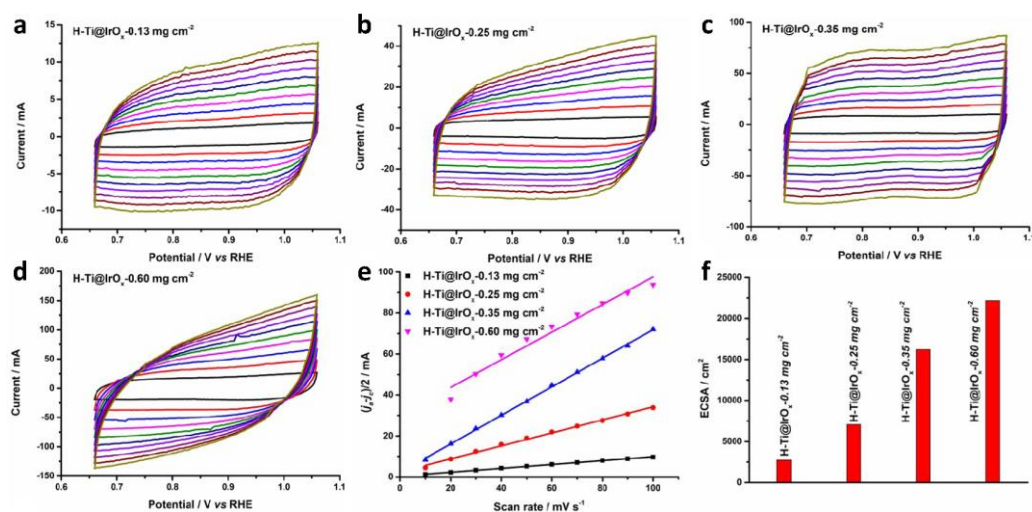 a
H-Ti@IrOₓ-0.13 mg cm⁻²
Current / mA
15
10
5
0
-5
-10
0.6 0.7 0.8 0.9 1.0 1.1
Potential / V vs RHE
b
H-Ti@IrOₓ-0.25 mg cm⁻²
Current / mA
60
40
20
0
-20
-40
0.6 0.7 0.8 0.9 1.0 1.1
Potential / V vs RHE
c
H-Ti@IrOₓ-0.35 mg cm⁻²
Current / mA
100
50
0
-50
-100
0.6 0.7 0.8 0.9 1.0 1.1
Potential / V vs RHE
d
H-Ti@IrOₓ-0.60 mg cm⁻²
Current / mA
200
150
100
50
0
-50
-100
-150
0.6 0.7 0.8 0.9 1.0 1.1
Potential / V vs RHE
e
H-Ti@IrOₓ-0.13 mg cm⁻²
H-Ti@IrOₓ-0.25 mg cm⁻²
H-Ti@IrOₓ-0.35 mg cm⁻²
H-Ti@IrOₓ-0.60 mg cm⁻²
)/2 / mA
120
100
80
60
40
20
0
0 20 40 60 80 100
Scan rate / mV s⁻¹
f
ECSA / cm²
25000
20000
15000
10000
5000
0
H-Ti@IrOₓ-0.13 mg cm⁻²
H-Ti@IrOₓ-0.25 mg cm⁻²
H-Ti@IrOₓ-0.35 mg cm⁻²
H-Ti@IrOₓ-0.60 mg cm⁻²